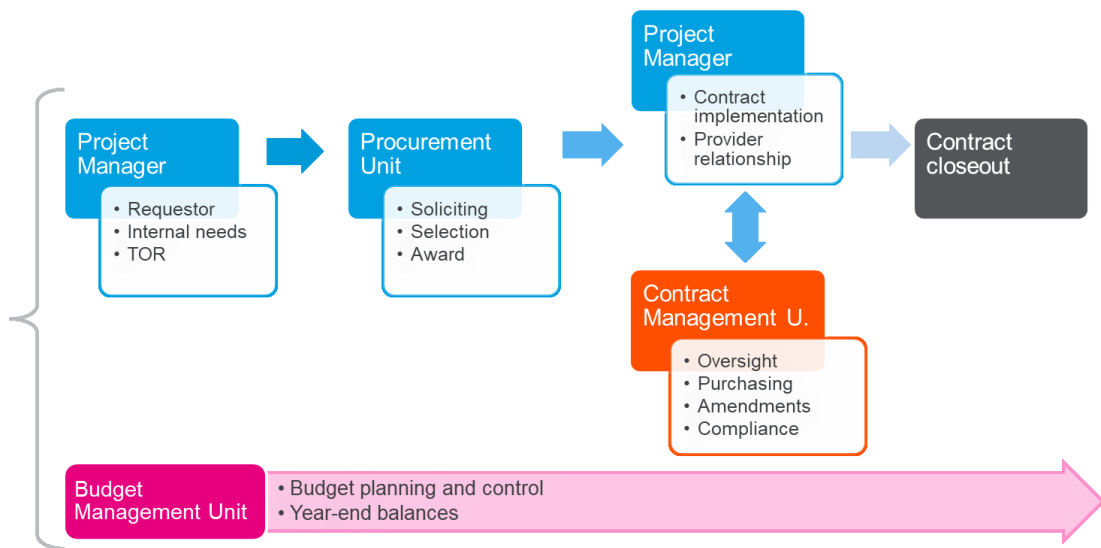 Project
Manager
• Requestor
• Internal needs
• TOR
Procurement
Unit
• Soliciting
• Selection
• Award
Project
Manager
• Contract
implementation
• Provider
relationship
Contract
closeout
Contract
Management U.
• Oversight
• Purchasing
• Amendments
• Compliance
Budget
Management Unit
• Budget planning and control
• Year-end balances